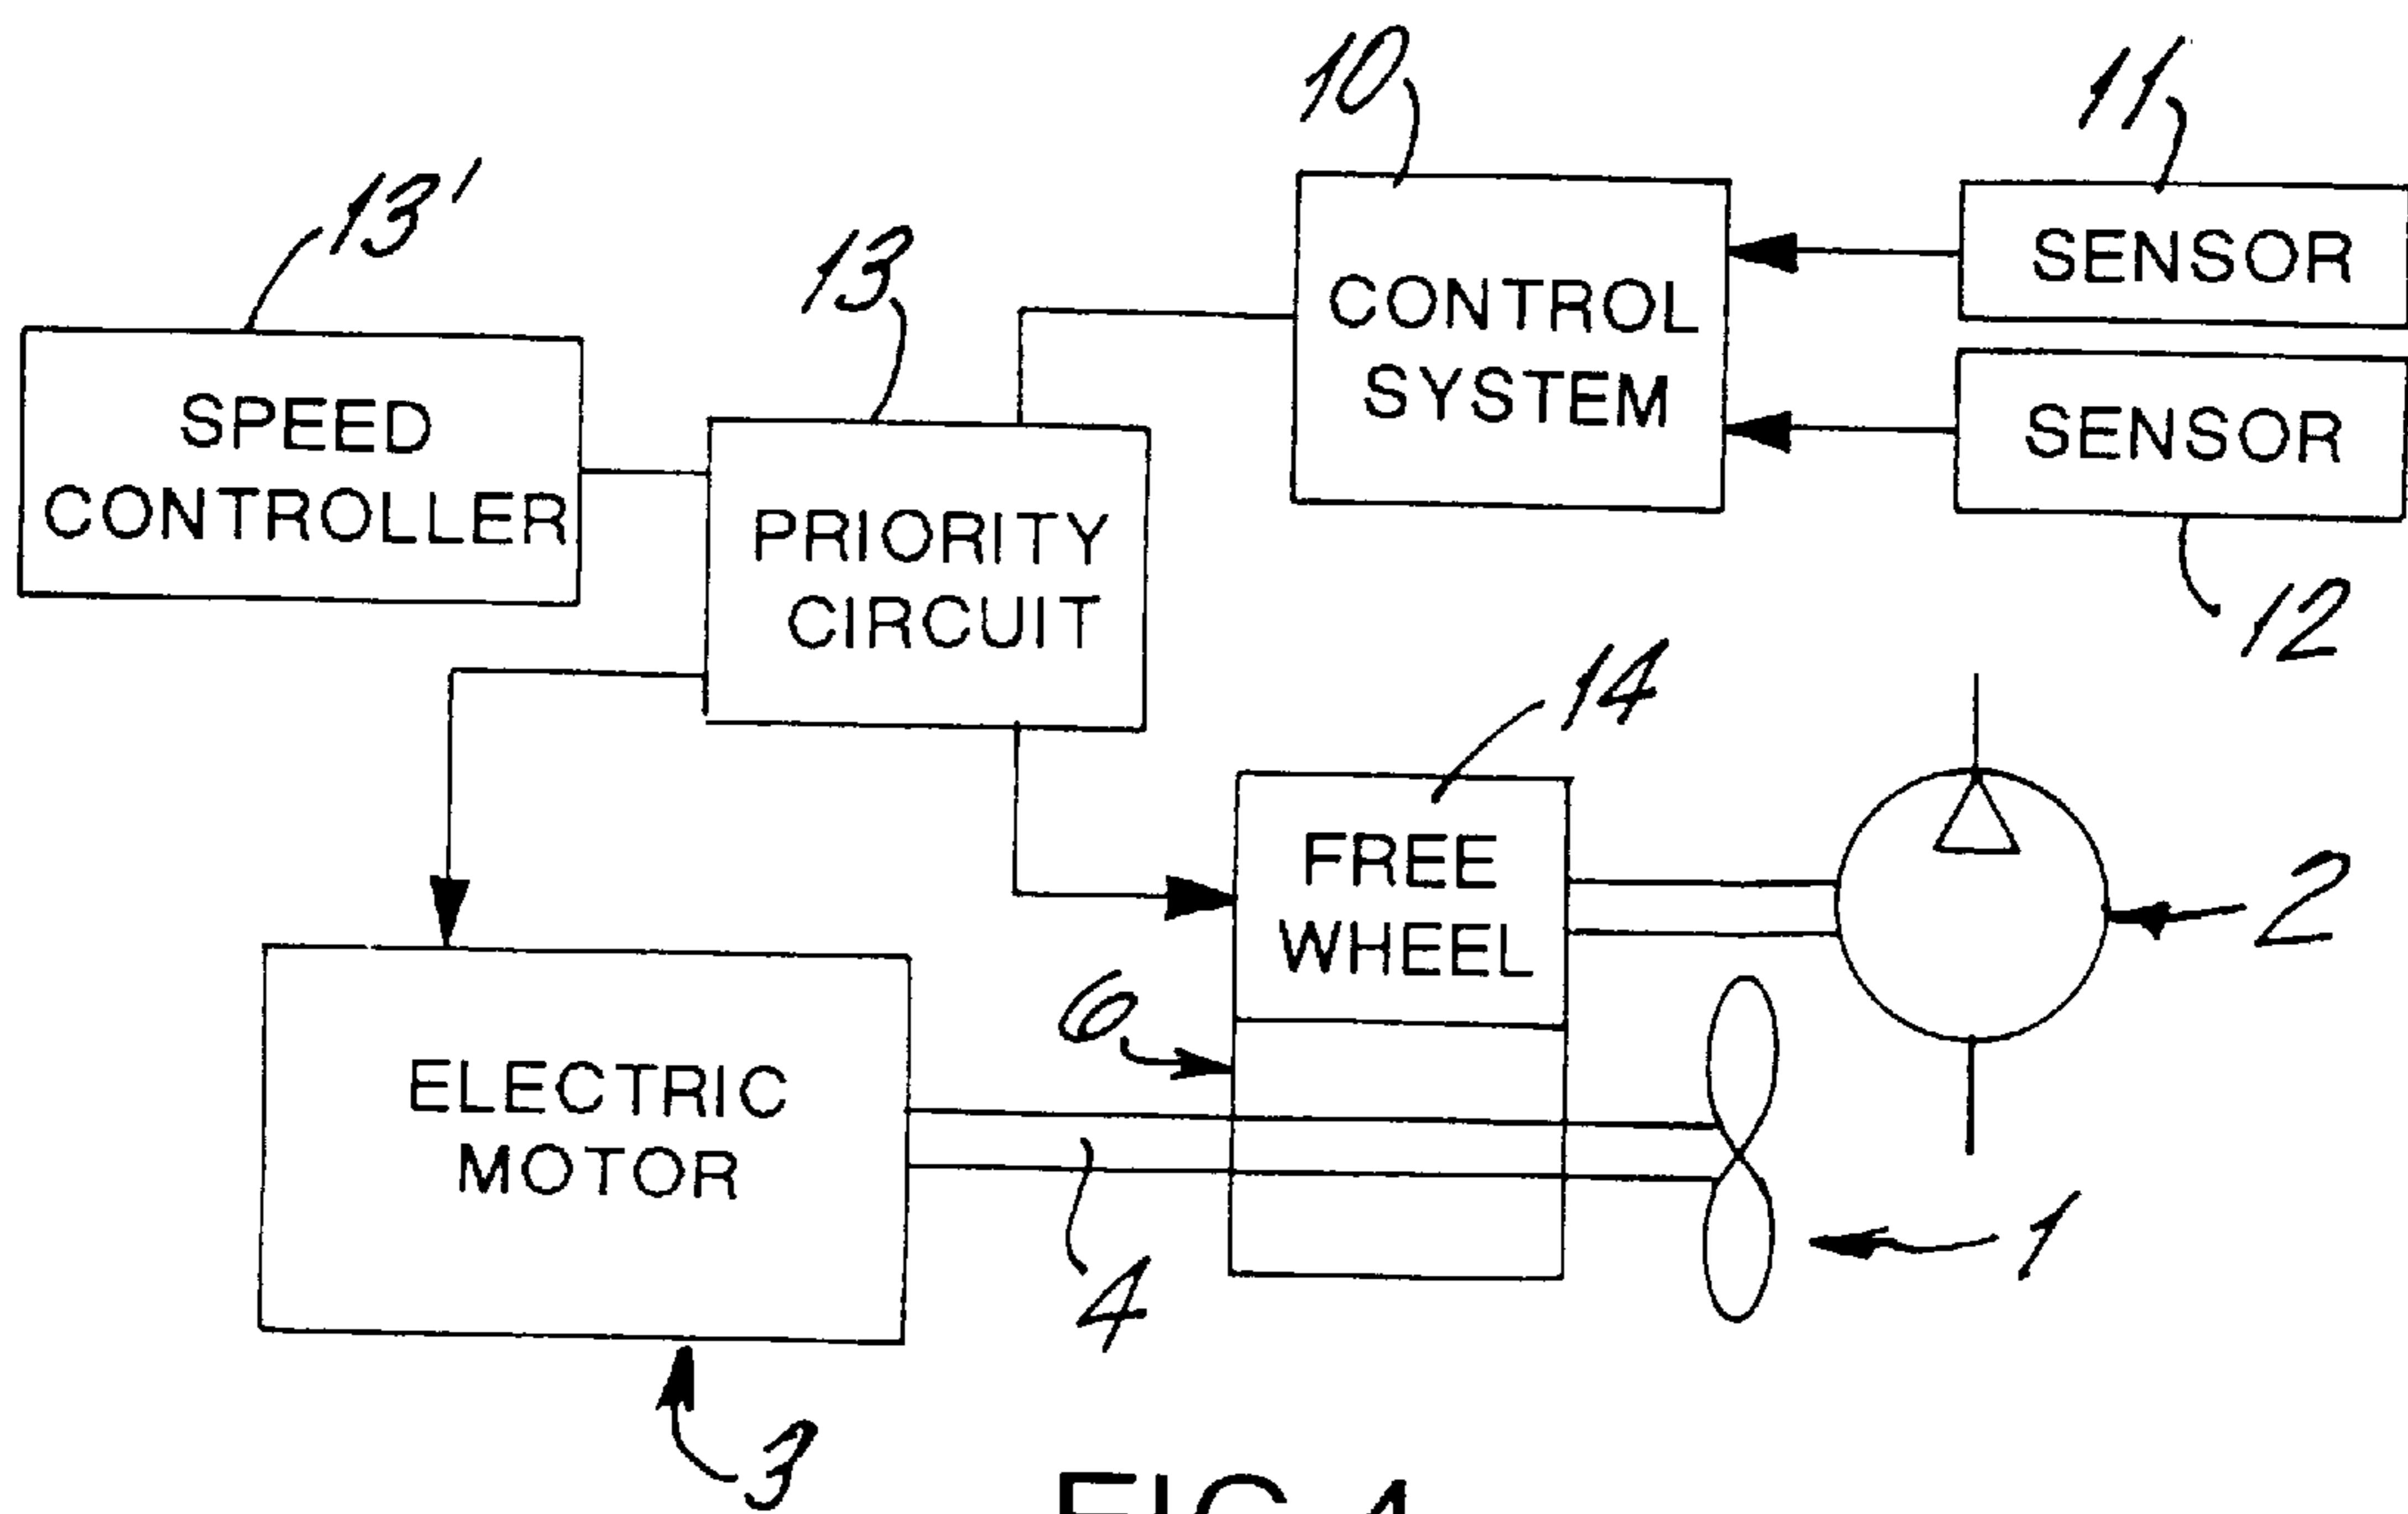 10
11
13'
13
SENSOR
CONTROL
SYSTEM
SPEED
CONTROLLER
SENSOR
PRIORITY
CIRCUIT
12
14
FREE
WHEEL
2
6
ELECTRIC
MOTOR
4
1
3